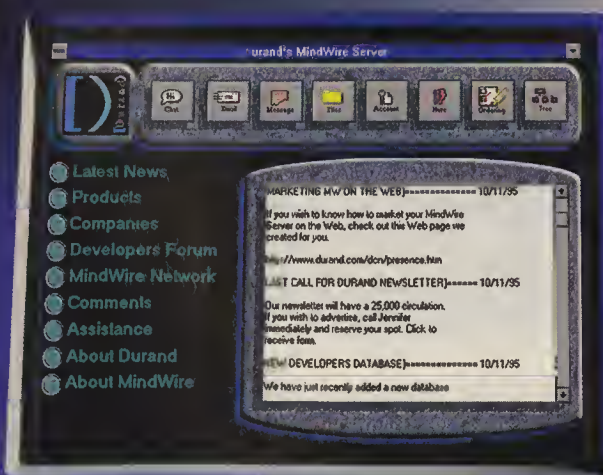 urand's MindWire Server
Chat
Email
Message
Files
Account
More
Ordering
Tree
Latest News
Products
Companies
Developers Forum
MindWire Network
Comments
Assistance
About Durand
About MindWire
MARKETING MW ON THE WEB)=============== 10/11/95
If you wish to know how to market your MindWire
Server on the Web, check out this Web page we
created for you.
http://www.durand.com/dcn/presence.htm
LAST CALL FOR DURAND NEWSLETTER)====== 10/11/95
Our newsletter will have a 25,000 circulation.
If you wish to advertise, call Jennifer
immediately and reserve your spot. Click to
receive form.
NEW DEVELOPERS DATABASE)=============== 10/11/95
We have just recently added a new database